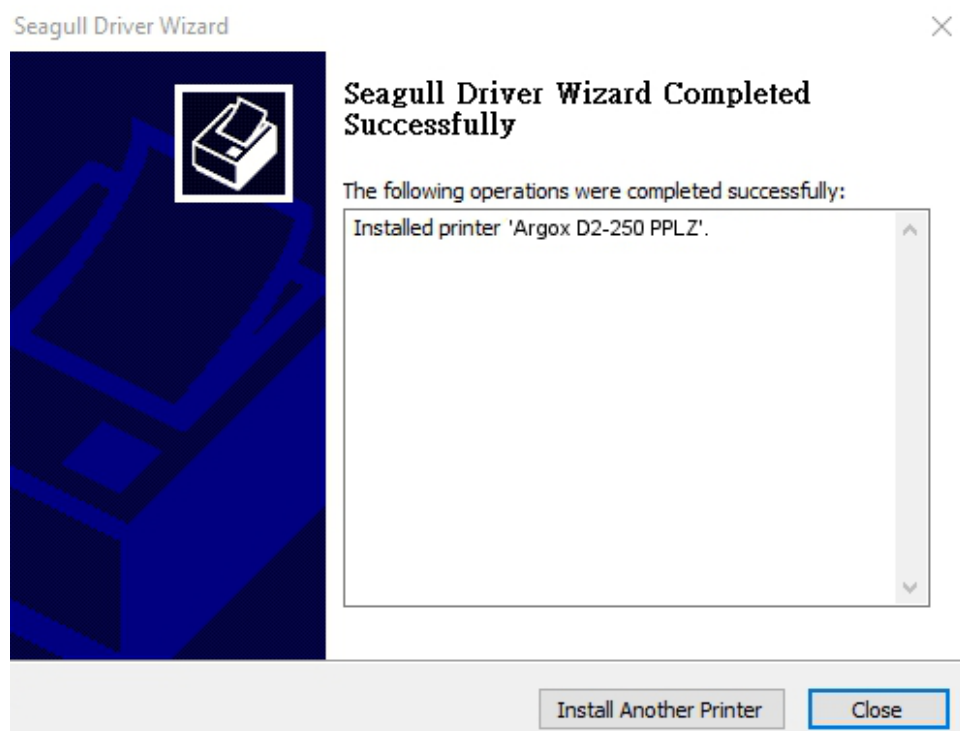 Seagull Driver Wizard
Seagull Driver Wizard Completed
Successfully
The following operations were completed successfully:
Installed printer 'Argox D2-250 PPLZ'.
Install Another Printer
Close